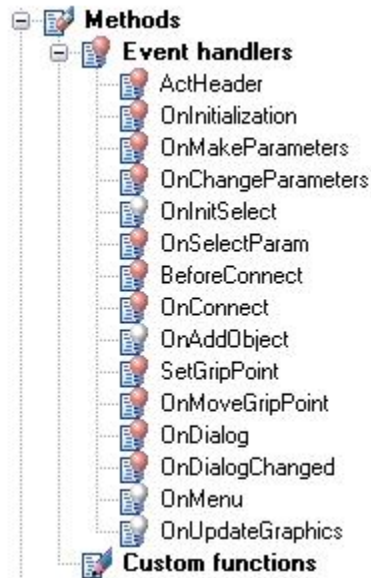 Methods
Event handlers
ActHeader
OnInitialization
OnMakeParameters
OnChangeParameters
OnInitSelect
OnSelectParam
BeforeConnect
OnConnect
OnAddObject
SetGripPoint
OnMoveGripPoint
OnDialog
OnDialogChanged
OnMenu
OnUpdateGraphics
Custom functions